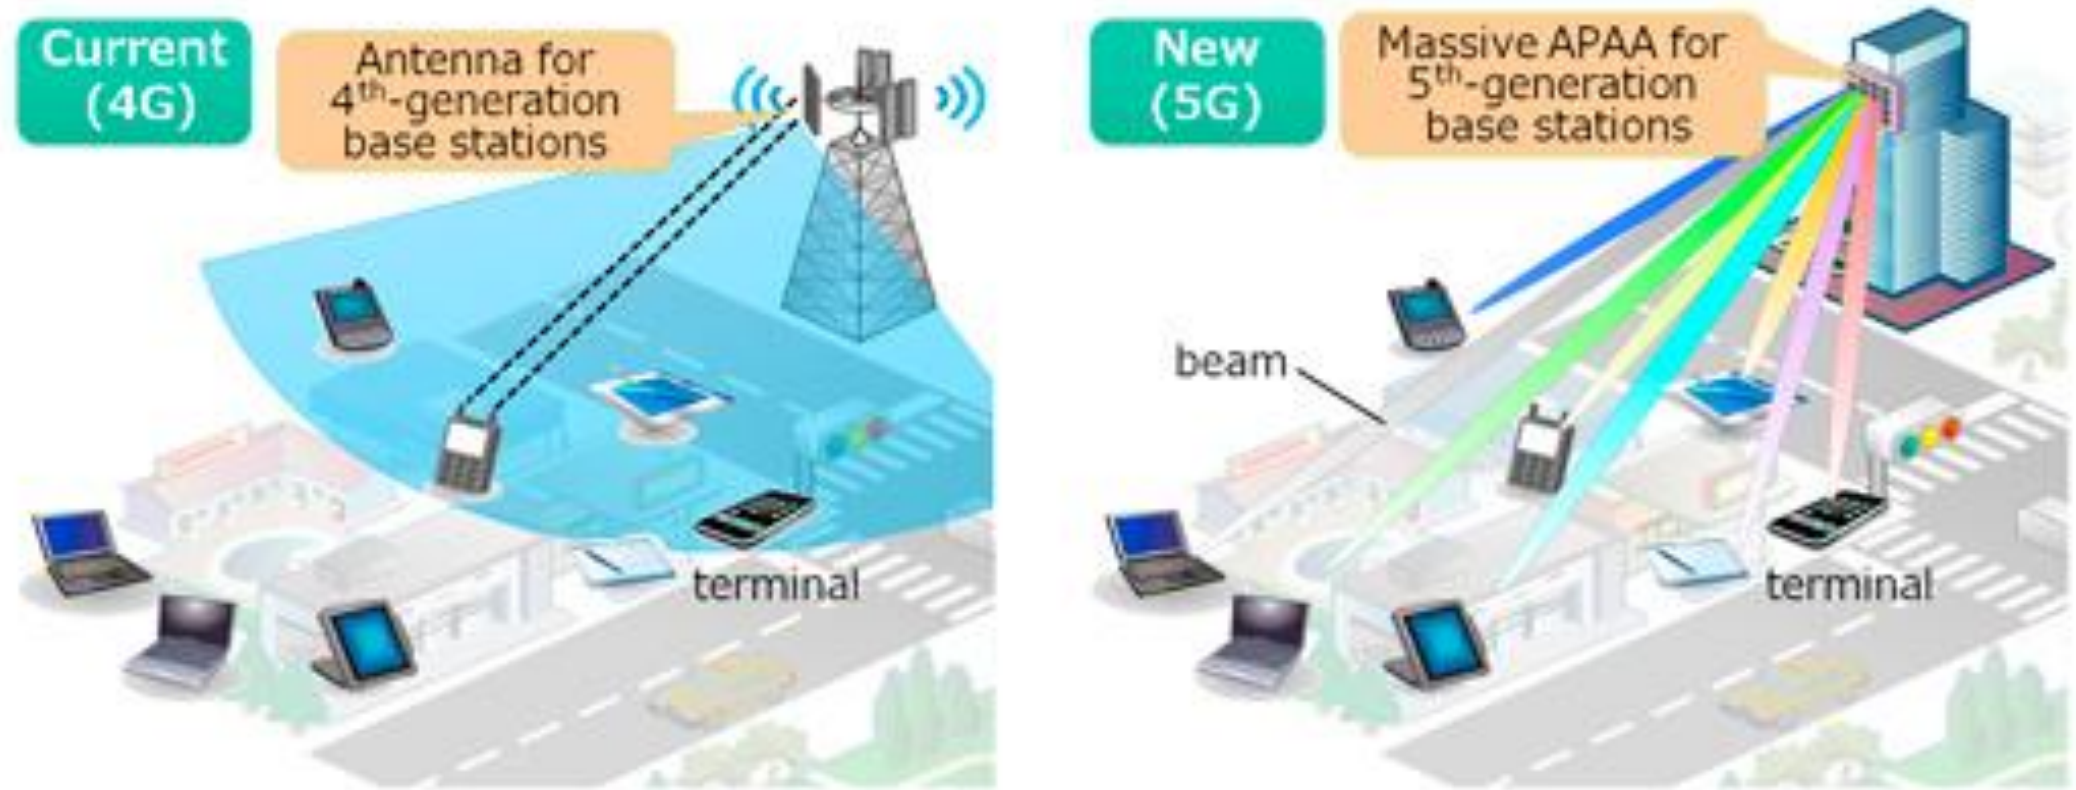 Current
(4G)
Antenna for
4th-generation
base stations
terminal
New
(5G)
Massive APAA for
5th-generation
base stations
beam
terminal